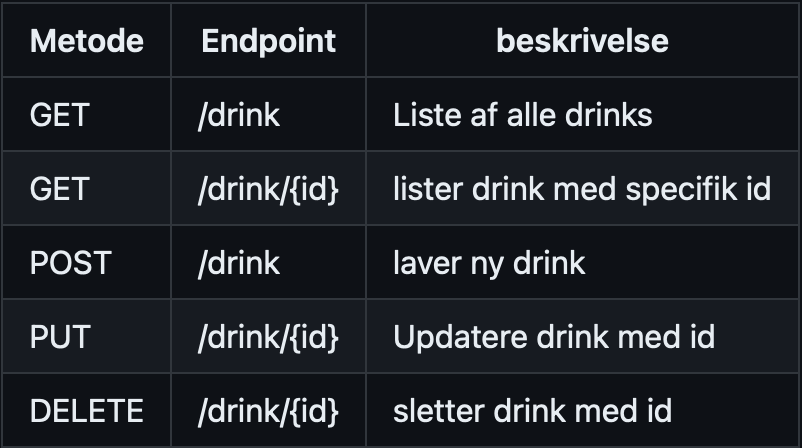 Metode Endpoint beskrivelse
GET /drink Liste af alle drinks
GET /drink/{id} lister drink med specifik id
POST /drink laver ny drink
PUT /drink/{id} Updatere drink med id
DELETE /drink/{id} sletter drink med id